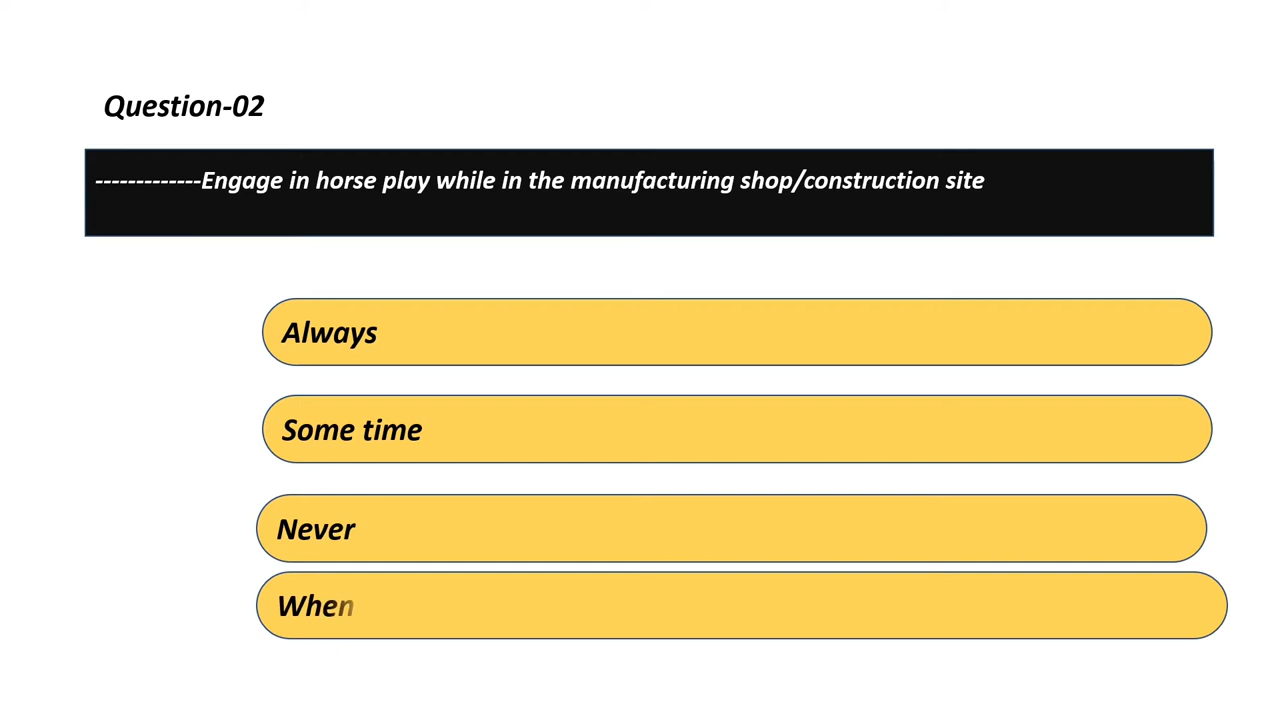 Question-02
-------------Engage in horse play while in the manufacturing shop/construction site
Always
Some time
Never
When